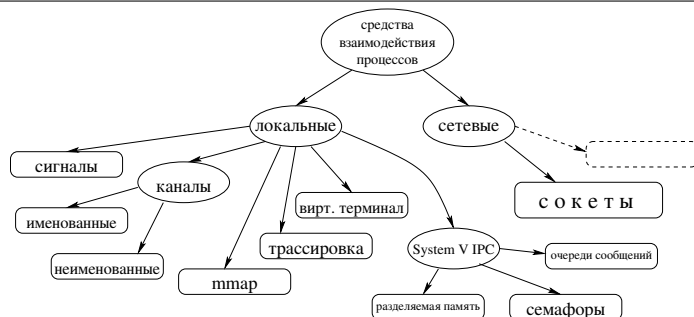 средства
взаимодействия
процессов
локальные
сетевые
сигналы
каналы
сокеты
вирт. терминал
именованные
трассировка
System V IPC
очереди сообщений
неименованные
mmap
разделяемая память
семафоры